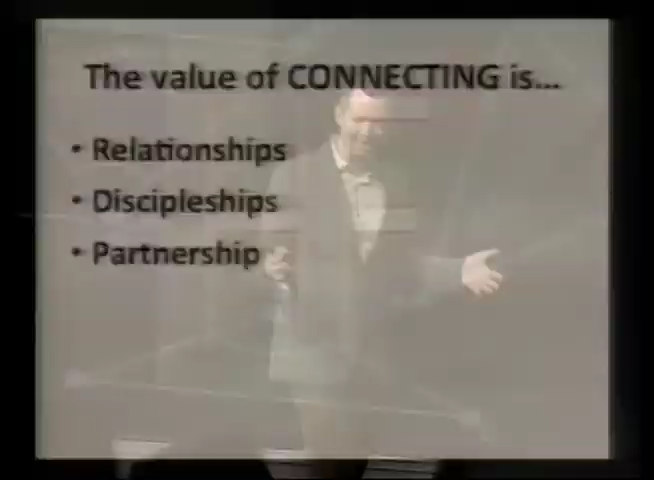 The value of CONNECTING is...
• Relationships
• Discipleships
• Partnership